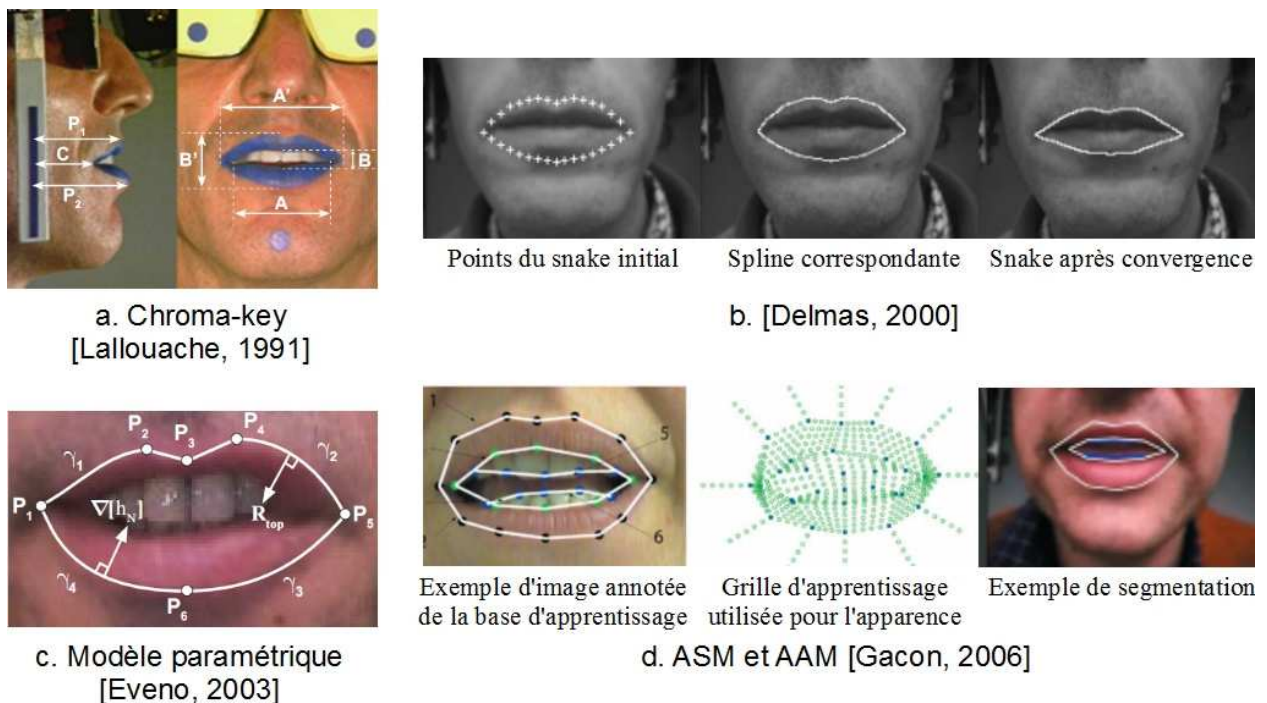 P1
C
P2
A'
B'
B
A
Points du snake initial
Spline correspondante
Snake après convergence
a. Chroma-key
[Lallouache, 1991]
b. [Delmas, 2000]
P1
P2
P3
P4
P5
P6
γ1
γ2
γ3
γ4
∇[hN]
Rtop
c. Modèle paramétrique
[Eveno, 2003]
1
5
6
Exemple d'image annotée
de la base d'apprentissage
Grille d'apprentissage
utilisée pour l'apparence
Exemple de segmentation
d. ASM et AAM [Gacon, 2006]